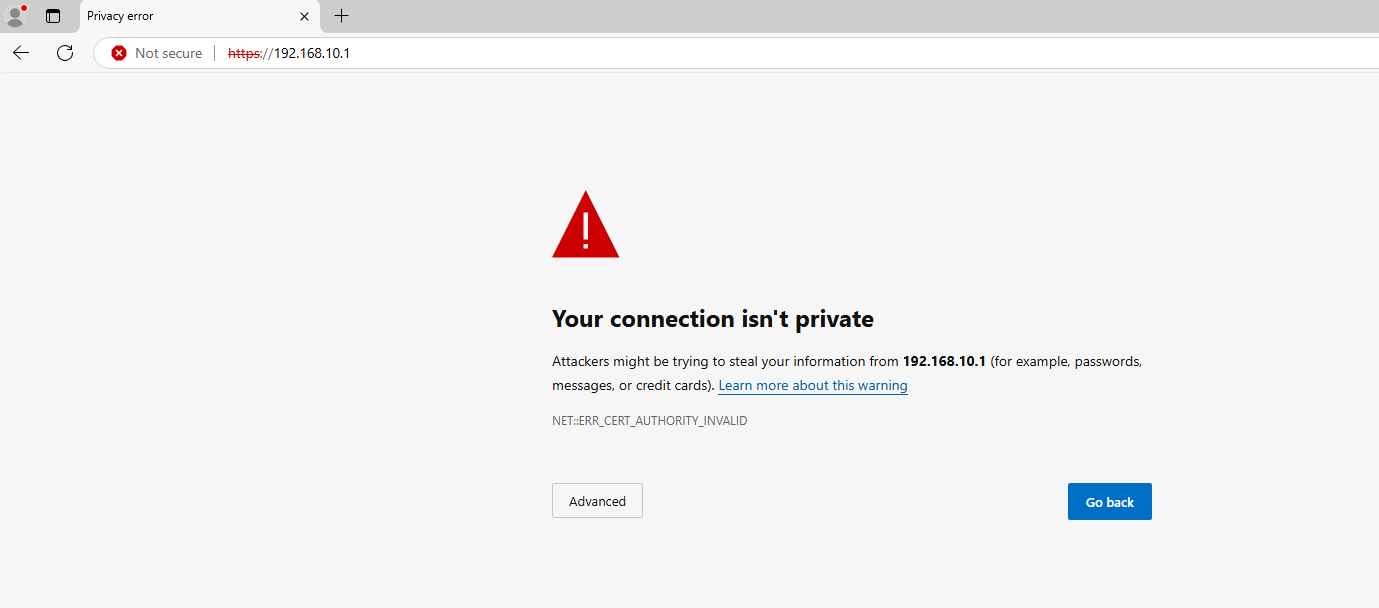 Privacy error
Not secure
https://192.168.10.1
!
Your connection isn't private
Attackers might be trying to steal your information from 192.168.10.1 (for example, passwords,
messages, or credit cards). Learn more about this warning
NET::ERR_CERT_AUTHORITY_INVALID
Advanced
Go back